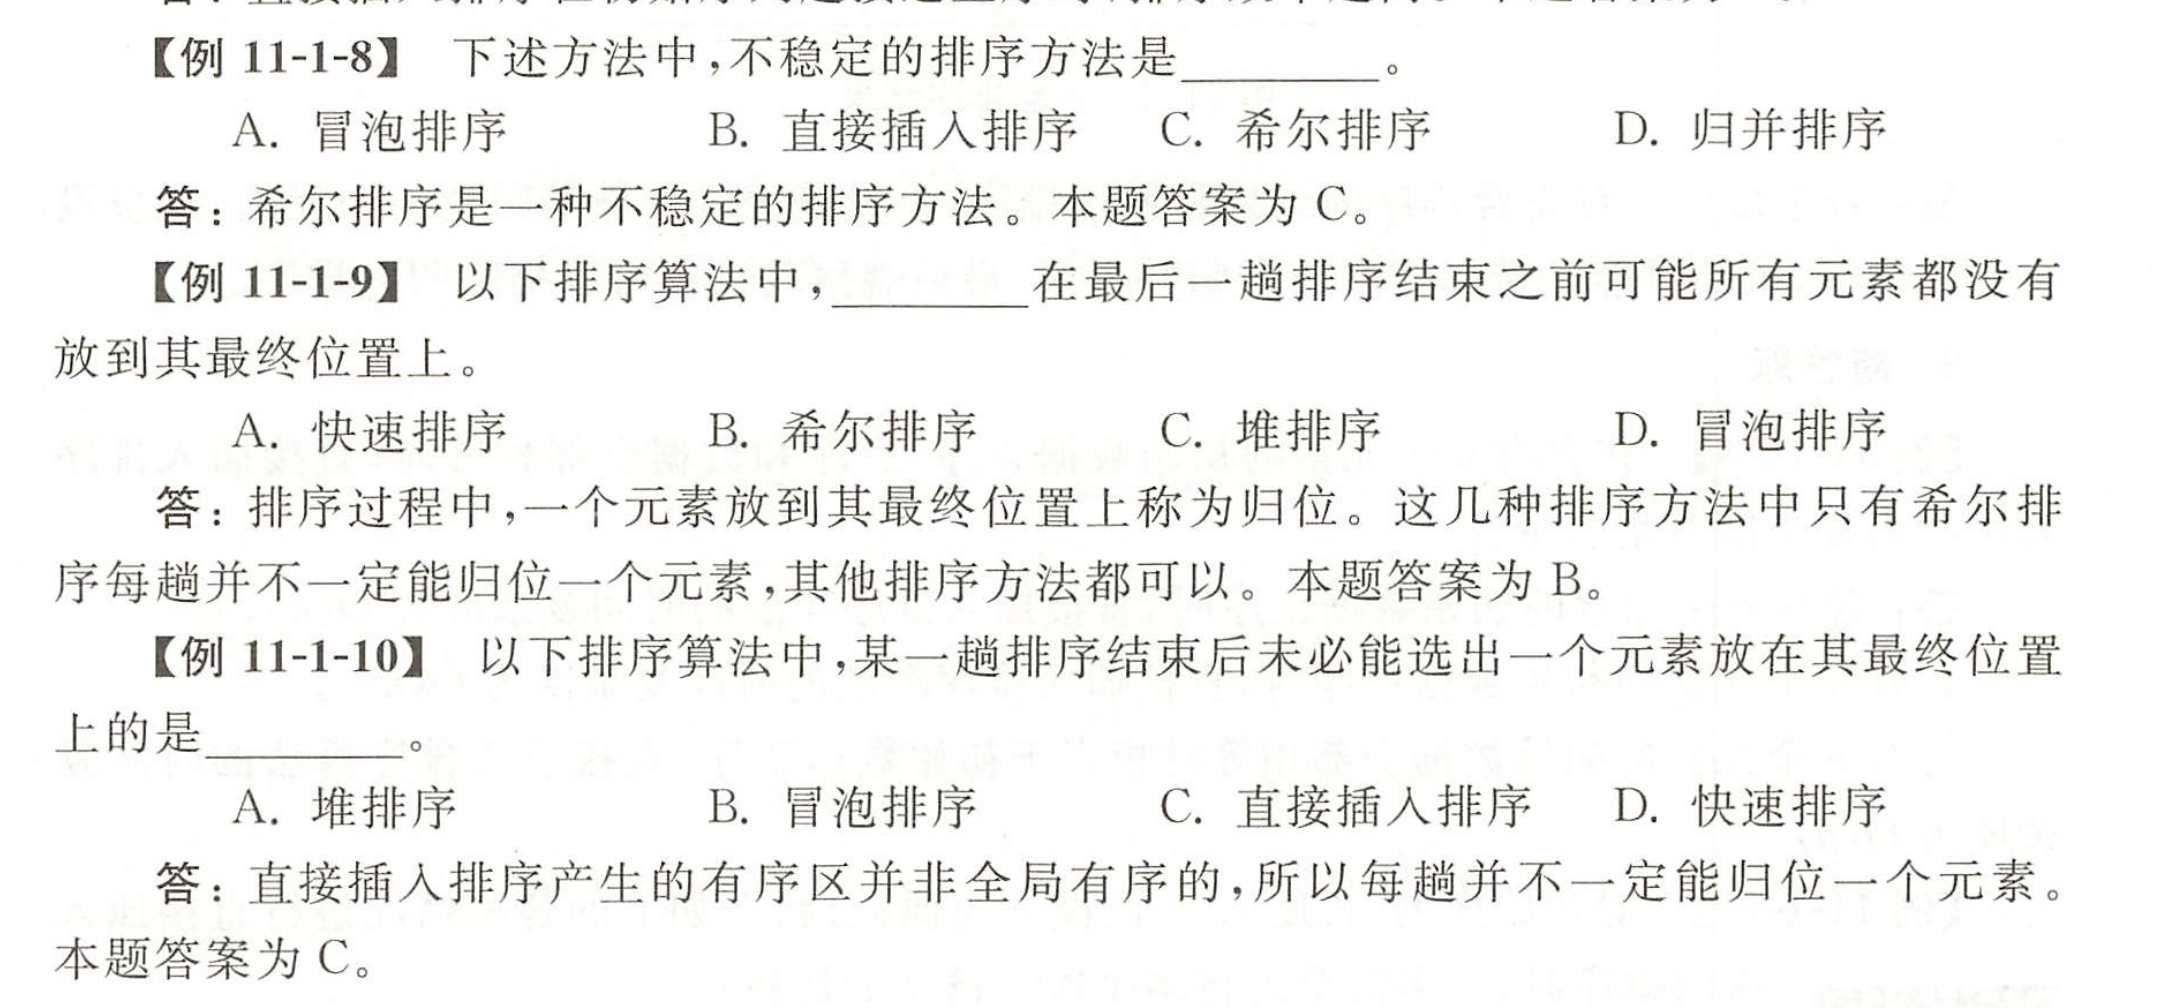 【例 11-1-8】 下述方法中,不稳定的排序方法是________。
A. 冒泡排序 B. 直接插入排序 C. 希尔排序 D. 归并排序
答:希尔排序是一种不稳定的排序方法。本题答案为 C。
【例 11-1-9】 以下排序算法中,________在最后一趟排序结束之前可能所有元素都没有
放到其最终位置上。
A. 快速排序 B. 希尔排序 C. 堆排序 D. 冒泡排序
答:排序过程中,一个元素放到其最终位置上称为归位。这几种排序方法中只有希尔排
序每趟并不一定能归位一个元素,其他排序方法都可以。本题答案为 B。
【例 11-1-10】 以下排序算法中,某一趟排序结束后未必能选出一个元素放在其最终位置
上的是________。
A. 堆排序 B. 冒泡排序 C. 直接插入排序 D. 快速排序
答:直接插入排序产生的有序区并非全局有序的,所以每趟并不一定能归位一个元素。
本题答案为 C。